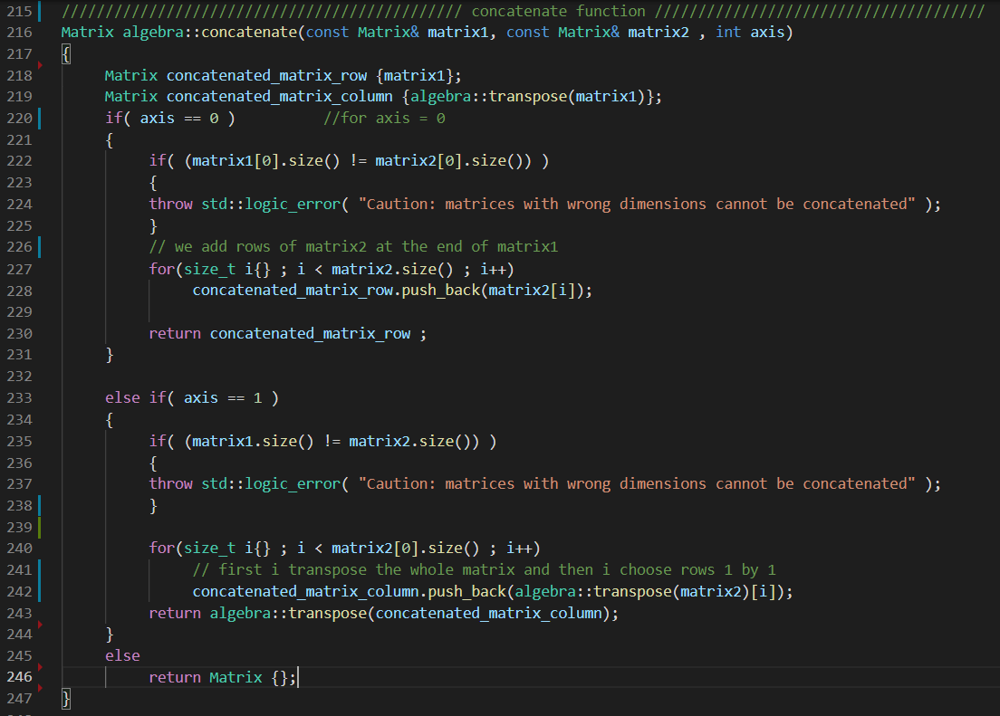 215 ////////////////////////////////////////////// concatenate function //////////////////////////////////////
216 Matrix algebra::concatenate(const Matrix& matrix1, const Matrix& matrix2 , int axis)
217 {
218      Matrix concatenated_matrix_row {matrix1};
219      Matrix concatenated_matrix_column {algebra::transpose(matrix1)};
220      if( axis == 0 )          //for axis = 0
221      {
222           if( (matrix1[0].size() != matrix2[0].size()) )
223           {
224           throw std::logic_error( "Caution: matrices with wrong dimensions cannot be concatenated" );
225           }
226           // we add rows of matrix2 at the end of matrix1
227           for(size_t i{} ; i < matrix2.size() ; i++)
228                concatenated_matrix_row.push_back(matrix2[i]);
229
230           return concatenated_matrix_row ;
231      }
232
233      else if( axis == 1 )
234      {
235           if( (matrix1.size() != matrix2.size()) )
236           {
237           throw std::logic_error( "Caution: matrices with wrong dimensions cannot be concatenated" );
238           }
239
240           for(size_t i{} ; i < matrix2[0].size() ; i++)
241                // first i transpose the whole matrix and then i choose rows 1 by 1
242                concatenated_matrix_column.push_back(algebra::transpose(matrix2)[i]);
243           return algebra::transpose(concatenated_matrix_column);
244      }
245      else
246           return Matrix {};
247 }